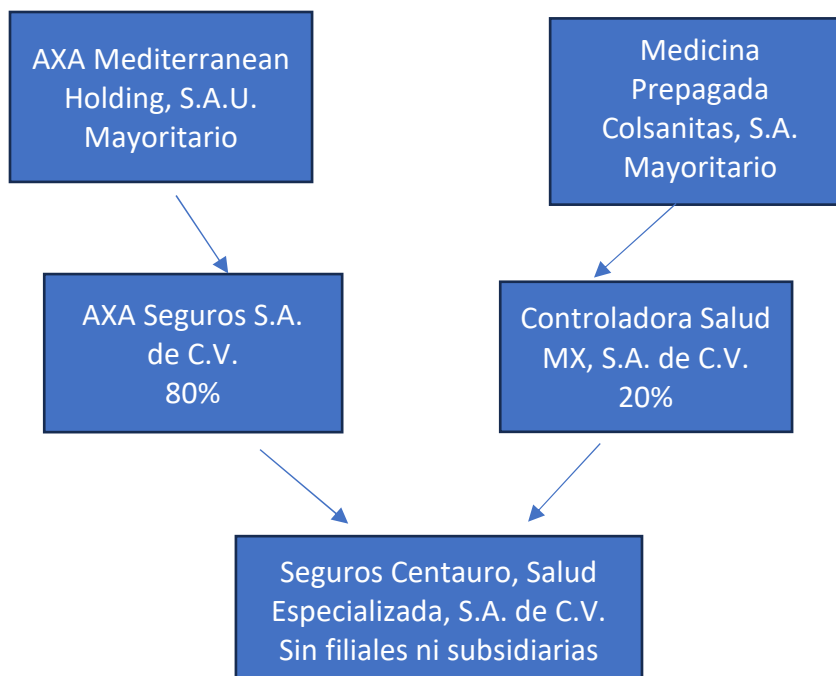 AXA Mediterranean
Holding, S.A.U.
Mayoritario
Medicina
Prepagada
Colsanitas, S.A.
Mayoritario
AXA Seguros S.A.
de C.V.
80%
Controladora Salud
MX, S.A. de C.V.
20%
Seguros Centauro, Salud
Especializada, S.A. de C.V.
Sin filiales ni subsidiarias